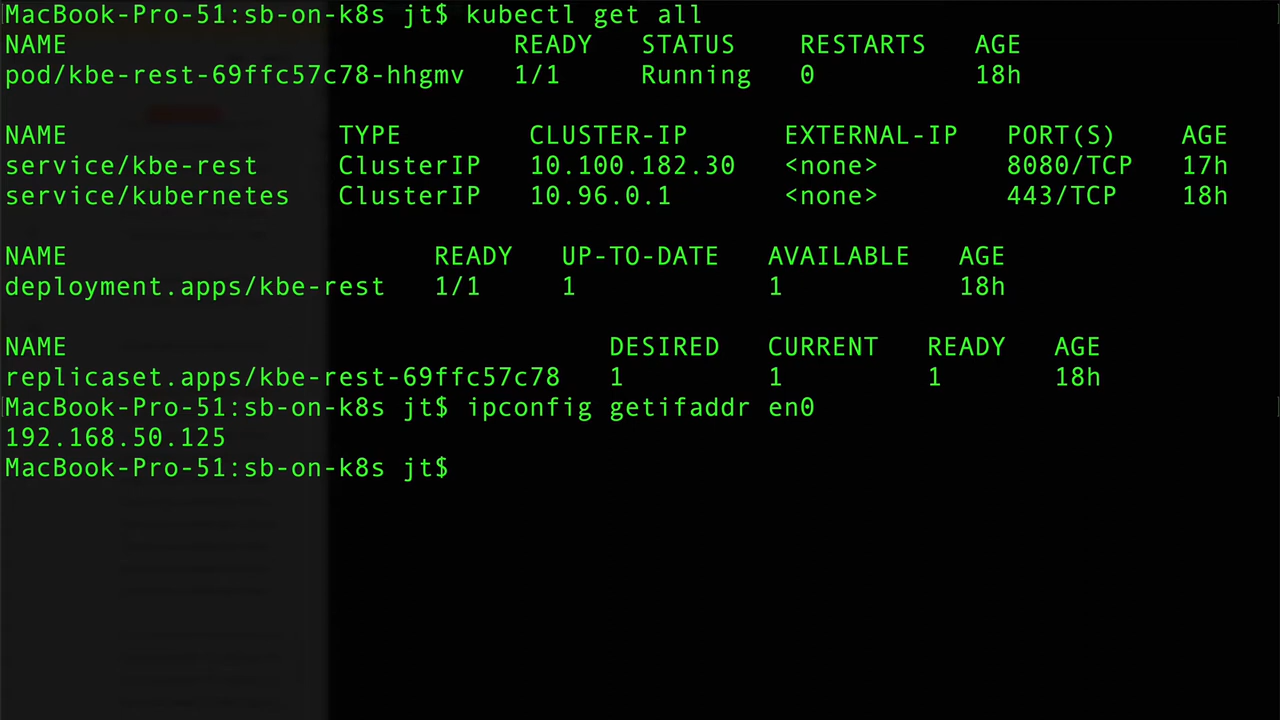 MacBook-Pro-51:sb-on-k8s jt$ kubectl get all
NAME READY STATUS RESTARTS AGE
pod/kbe-rest-69ffc57c78-hhgmv 1/1 Running 0 18h
NAME TYPE CLUSTER-IP EXTERNAL-IP PORT(S) AGE
service/kbe-rest ClusterIP 10.100.182.30 <none> 8080/TCP 17h
service/kubernetes ClusterIP 10.96.0.1 <none> 443/TCP 18h
NAME READY UP-TO-DATE AVAILABLE AGE
deployment.apps/kbe-rest 1/1 1 1 18h
NAME DESIRED CURRENT READY AGE
replicaset.apps/kbe-rest-69ffc57c78 1 1 1 18h
MacBook-Pro-51:sb-on-k8s jt$ ipconfig getifaddr en0
192.168.50.125
MacBook-Pro-51:sb-on-k8s jt$